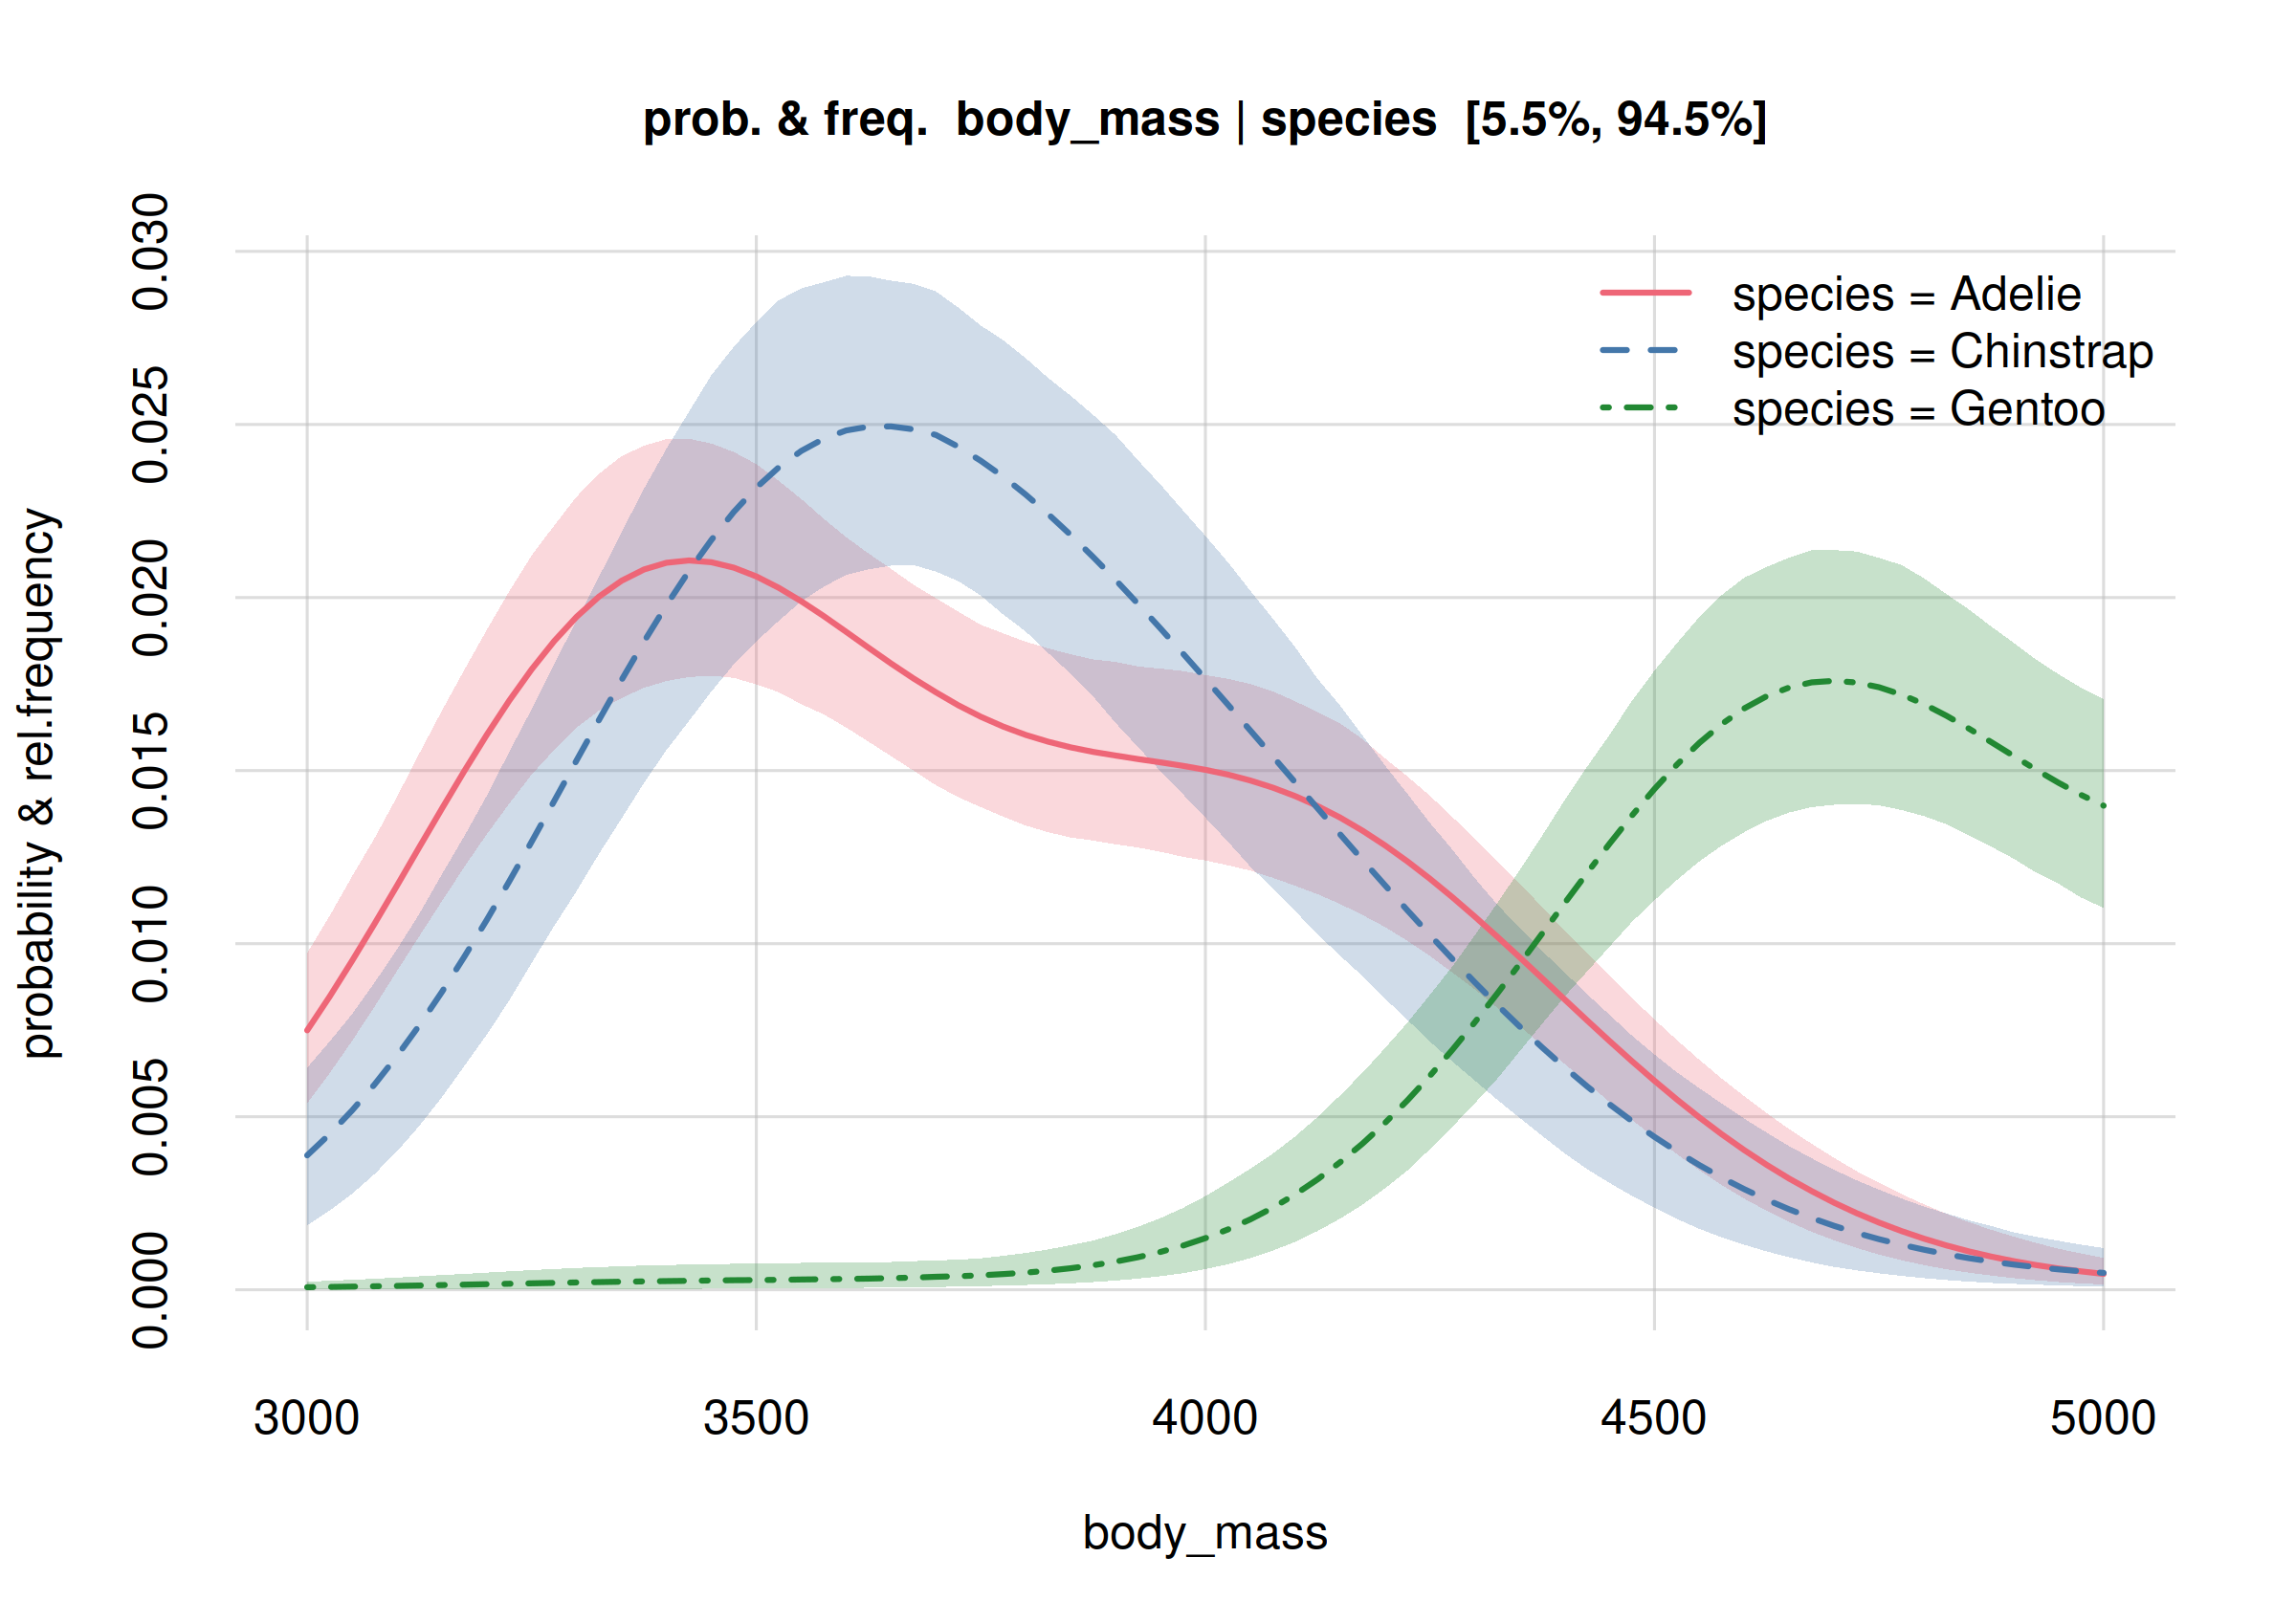 prob. & freq.  body_mass | species  [5.5%, 94.5%]
probability & rel.frequency
0.030
0.025
0.020
0.015
0.010
0.005
0.000
species = Adelie
species = Chinstrap
species = Gentoo
3000 3500 4000 4500 5000
body_mass